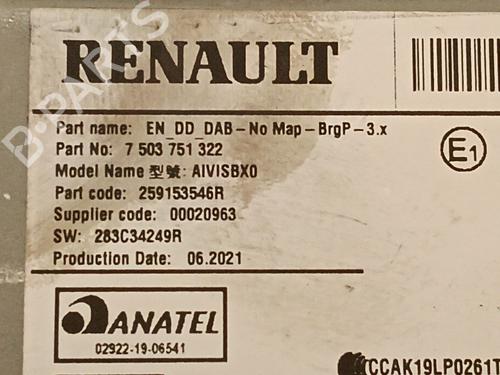 RENAULT
Part name: EN_DD_DAB-No Map-BrgP-3.x
Part No: 7 503 751 322
Model Name 型號: AIVISBX0
Part code: 259153546R
Supplier code: 00020963
SW: 283C34249R
Production Date: 06.2021
E1
ANATEL
02922-19-06541
CCAK19LP0261T
B-PARTS